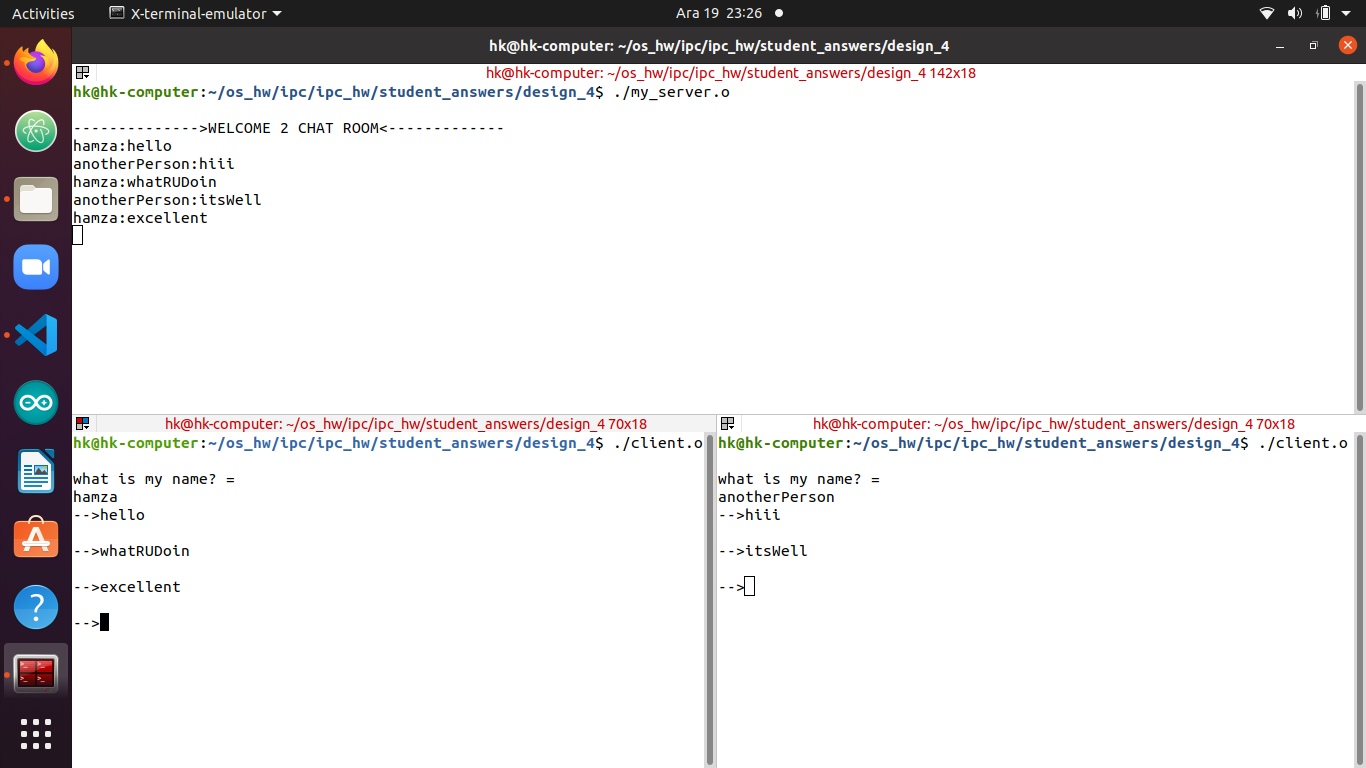 Activities X-terminal-emulator Ara 19 23:26
hk@hk-computer: ~/os_hw/ipc/ipc_hw/student_answers/design_4
hk@hk-computer: ~/os_hw/ipc/ipc_hw/student_answers/design_4 142x18
hk@hk-computer:~/os_hw/ipc/ipc_hw/student_answers/design_4$ ./my_server.o
-------------->WELCOME 2 CHAT ROOM<-------------
hamza:hello
anotherPerson:hiii
hamza:whatRUDoin
anotherPerson:itsWell
hamza:excellent
hk@hk-computer: ~/os_hw/ipc/ipc_hw/student_answers/design_4 70x18
hk@hk-computer:~/os_hw/ipc/ipc_hw/student_answers/design_4$ ./client.o
what is my name? =
hamza
-->hello
-->whatRUDoin
-->excellent
-->
hk@hk-computer: ~/os_hw/ipc/ipc_hw/student_answers/design_4 70x18
hk@hk-computer:~/os_hw/ipc/ipc_hw/student_answers/design_4$ ./client.o
what is my name? =
anotherPerson
-->hiii
-->itsWell
-->